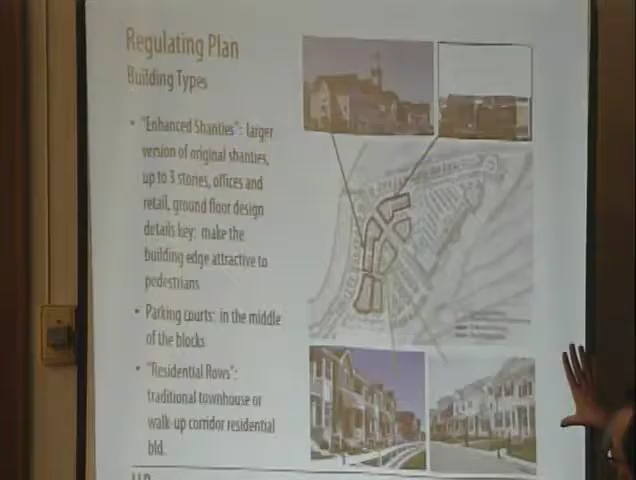 Regulating Plan
Building Types
• "Enhanced Shanties": larger
version of original shanties,
up to 3 stories, offices and
retail, ground floor design
details key: make the
building edge attractive to
pedestrians
• Parking courts: in the middle
of the blocks
• "Residential Rows":
traditional townhouse or
walk-up corridor residential
bld.